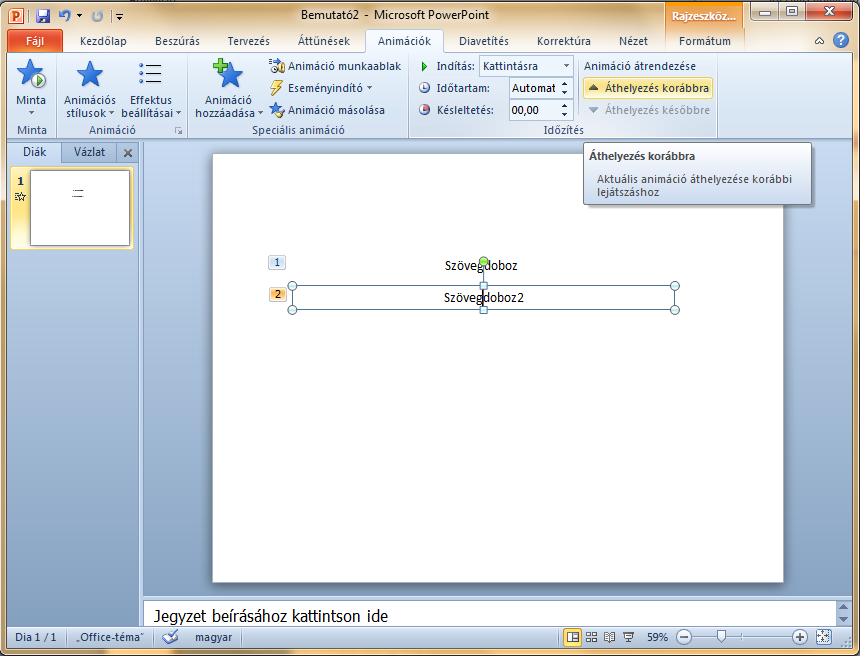 Bemutató2 - Microsoft PowerPoint
Rajzeszköz...
Fájl
Kezdőlap
Beszúrás
Tervezés
Áttűnések
Animációk
Diavetítés
Korrektúra
Nézet
Formátum
Minta
Minta
Animációs
stílusok
Effektus
beállításai
Animáció
Animáció
hozzáadása
Animáció munkaablak
Eseményindító
Animáció másolása
Speciális animáció
Indítás: Kattintásra
Időtartam: Automat
Késleltetés: 00,00
Időzítés
Animáció átrendezése
Áthelyezés korábbra
Áthelyezés későbbre
Áthelyezés korábbra
Aktuális animáció áthelyezése korábbi
lejátszáshoz
Diák
Vázlat
1
1
Szövegdoboz
2
Szövegdoboz2
Jegyzet beírásához kattintson ide
Dia 1 / 1
„Office-téma”
magyar
59%